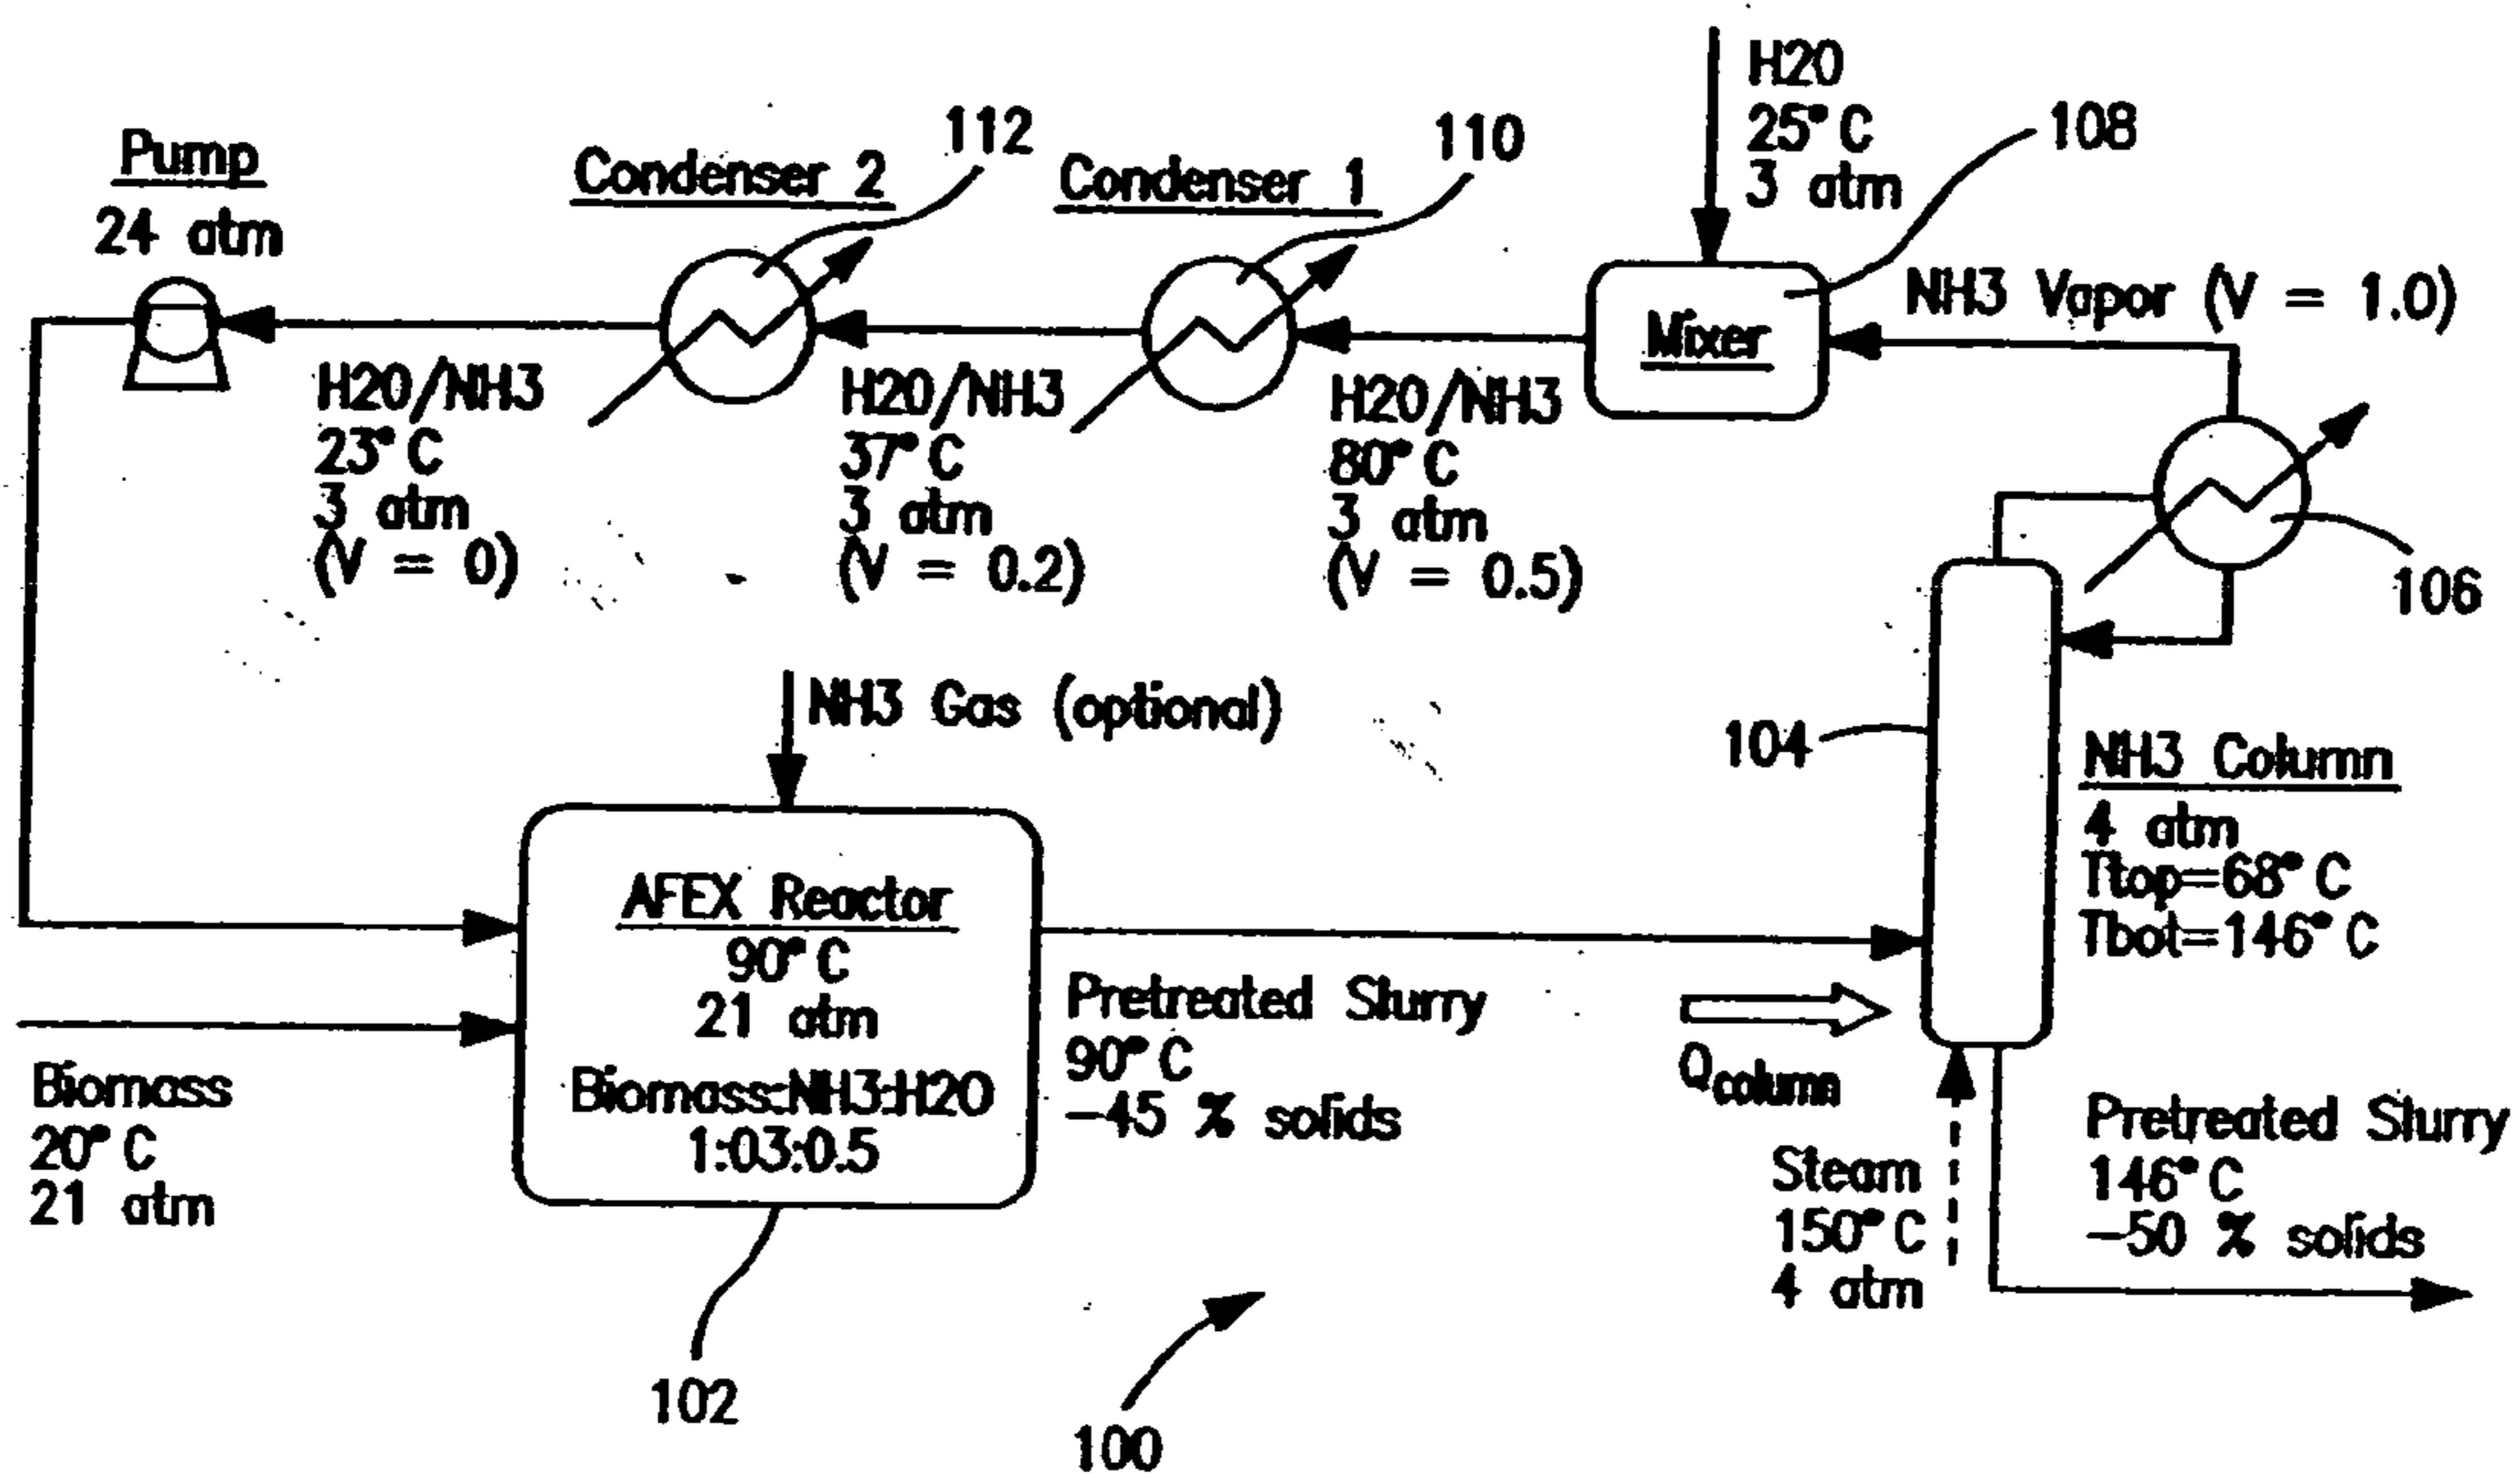 Pump
24 atm
Condenser 2
112
Condenser 1
110
H20
25°C
3 atm
108
Mixer
NH3 Vapor (V = 1.0)
H20/NH3
23°C
3 atm
(V = 0)
H20/NH3
37°C
3 atm
(V = 0.2)
H20/NH3
80°C
3 atm
(V = 0.5)
106
NH3 Gas (optional)
104
NH3 Column
4 atm
Ttop=68°C
Tbot=146°C
AFEX Reactor
90°C
21 atm
Biomass:NH3:H20
1:03:0.5
Biomass
20°C
21 atm
Pretreated Slurry
90°C
-45 % solids
Qcolumn
Steam
150°C
4 atm
Pretreated Slurry
146°C
-50 % solids
102
100